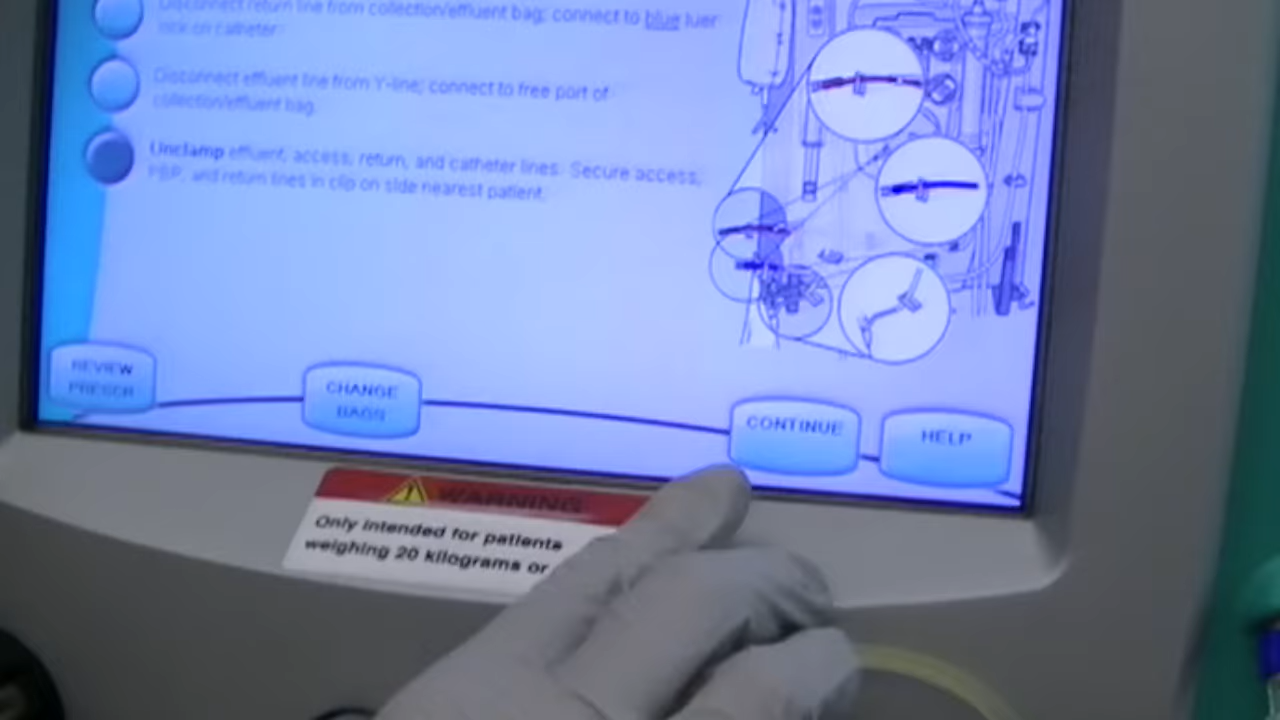 Disconnect return line from collection/effluent bag; connect to blue luer
lock on catheter.
Disconnect effluent line from Y-line; connect to free port of
collection/effluent bag.
Unclamp effluent, access, return, and catheter lines. Secure access,
PBP, and return lines in clip on side nearest patient.
REVIEW
PRESCR
CHANGE
BAGS
CONTINUE
HELP
WARNING
Only intended for patients
weighing 20 kilograms or